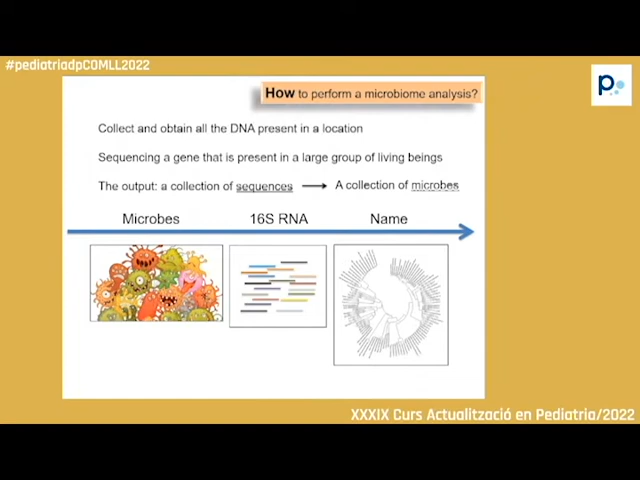 #pediatriadpCOMLL2022
p
How to perform a microbiome analysis?
Collect and obtain all the DNA present in a location
Sequencing a gene that is present in a large group of living beings
The output: a collection of sequences A collection of microbes
Microbes 16S RNA Name
XXXIX Curs Actualització en Pediatria/2022